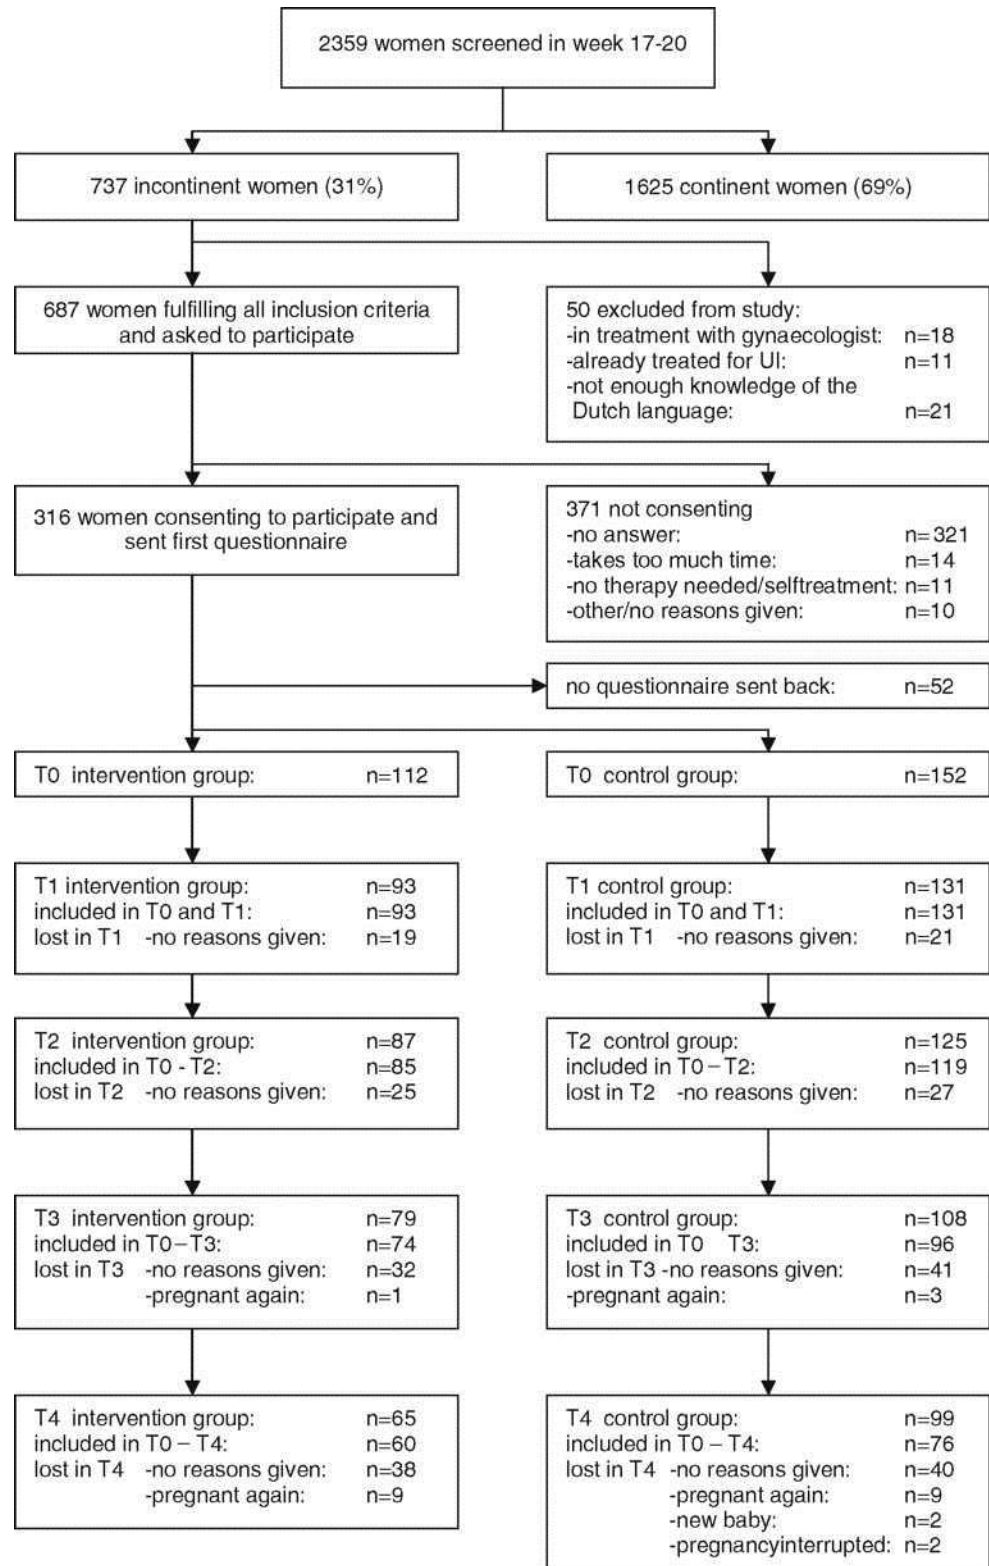 2359 women screened in week 17-20
737 incontinent women (31%)
1625 continent women (69%)
687 women fulfilling all inclusion criteria
and asked to participate
50 excluded from study:
-in treatment with gynaecologist: n=18
-already treated for UI: n=11
-not enough knowledge of the
Dutch language: n=21
316 women consenting to participate and
sent first questionnaire
371 not consenting
-no answer: n=321
-takes too much time: n=14
-no therapy needed/selftreatment: n=11
-other/no reasons given: n=10
no questionnaire sent back: n=52
T0 intervention group: n=112
T0 control group: n=152
T1 intervention group: n=93
included in T0 and T1: n=93
lost in T1 -no reasons given: n=19
T1 control group: n=131
included in T0 and T1: n=131
lost in T1 -no reasons given: n=21
T2 intervention group: n=87
included in T0 - T2: n=85
lost in T2 -no reasons given: n=25
T2 control group: n=125
included in T0 – T2: n=119
lost in T2 -no reasons given: n=27
T3 intervention group: n=79
included in T0 – T3: n=74
lost in T3 -no reasons given: n=32
-pregnant again: n=1
T3 control group: n=108
included in T0 T3: n=96
lost in T3 -no reasons given: n=41
-pregnant again: n=3
T4 intervention group: n=65
included in T0 – T4: n=60
lost in T4 -no reasons given: n=38
-pregnant again: n=9
T4 control group: n=99
included in T0 – T4: n=76
lost in T4 -no reasons given: n=40
-pregnant again: n=9
-new baby: n=2
-pregnancyinterrupted: n=2